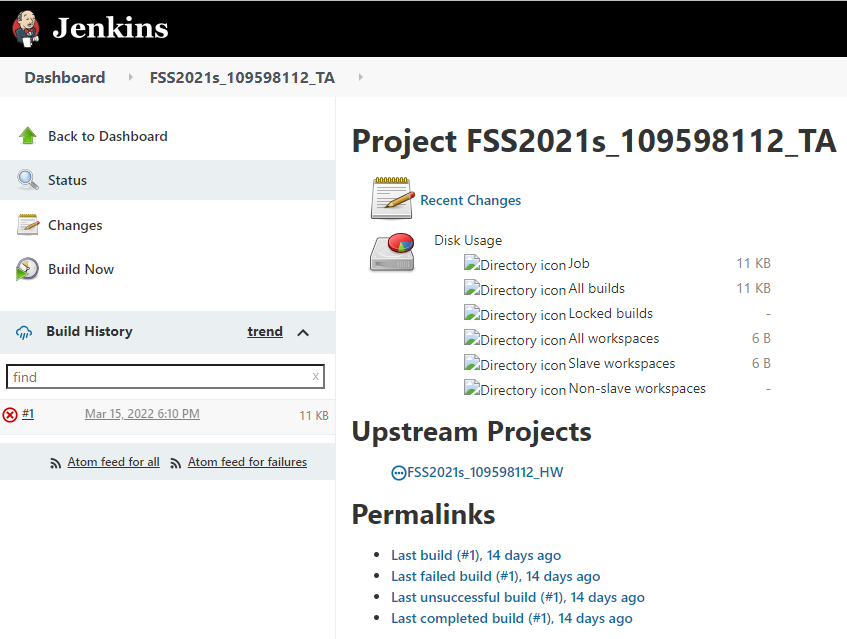 Jenkins
Dashboard FSS2021s_109598112_TA
Back to Dashboard
Status
Changes
Build Now
Build History trend
find x
#1 Mar 15, 2022 6:10 PM 11 KB
Atom feed for all Atom feed for failures
Project FSS2021s_109598112_TA
Recent Changes
Disk Usage
Directory icon Job 11 KB
Directory icon All builds 11 KB
Directory icon Locked builds -
Directory icon All workspaces 6 B
Directory icon Slave workspaces 6 B
Directory icon Non-slave workspaces -
Upstream Projects
FSS2021s_109598112_HW
Permalinks
Last build (#1), 14 days ago
Last failed build (#1), 14 days ago
Last unsuccessful build (#1), 14 days ago
Last completed build (#1), 14 days ago